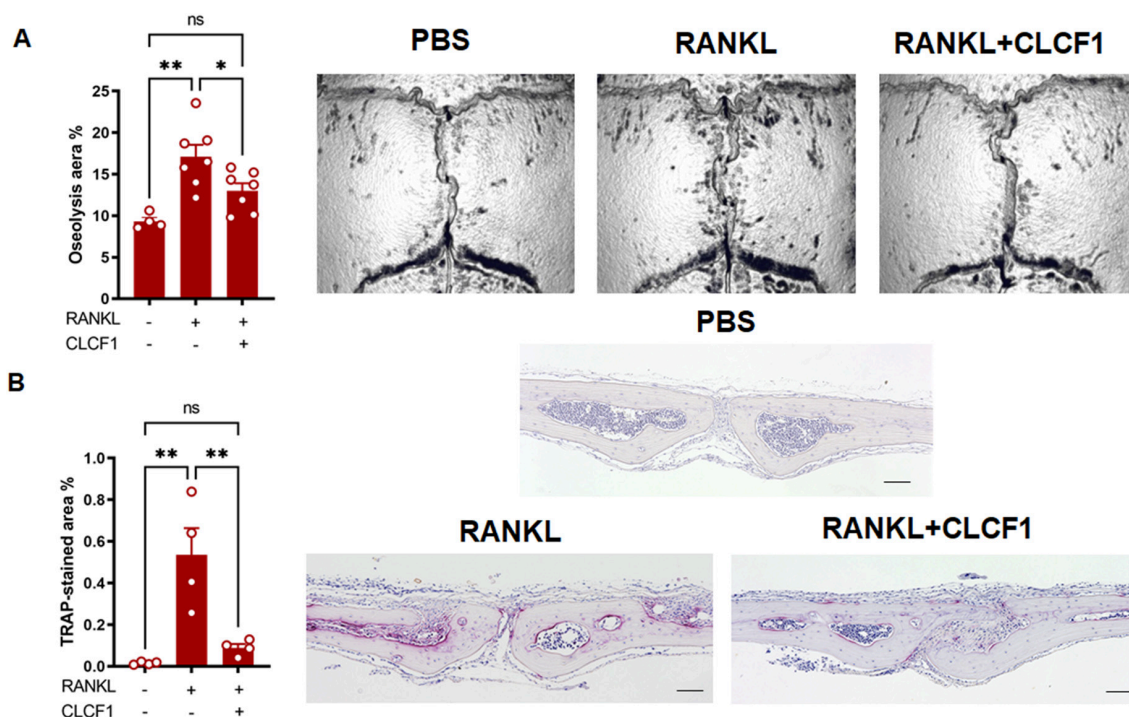 A
PBS
RANKL
RANKL+CLCF1
ns
** *
Oseolysis aera %
25
20
15
10
5
0
RANKL - + +
CLCF1 - - +
PBS
B
ns
** **
TRAP-stained area %
1.0
0.8
0.6
0.4
0.2
0.0
RANKL - + +
CLCF1 - - +
RANKL
RANKL+CLCF1